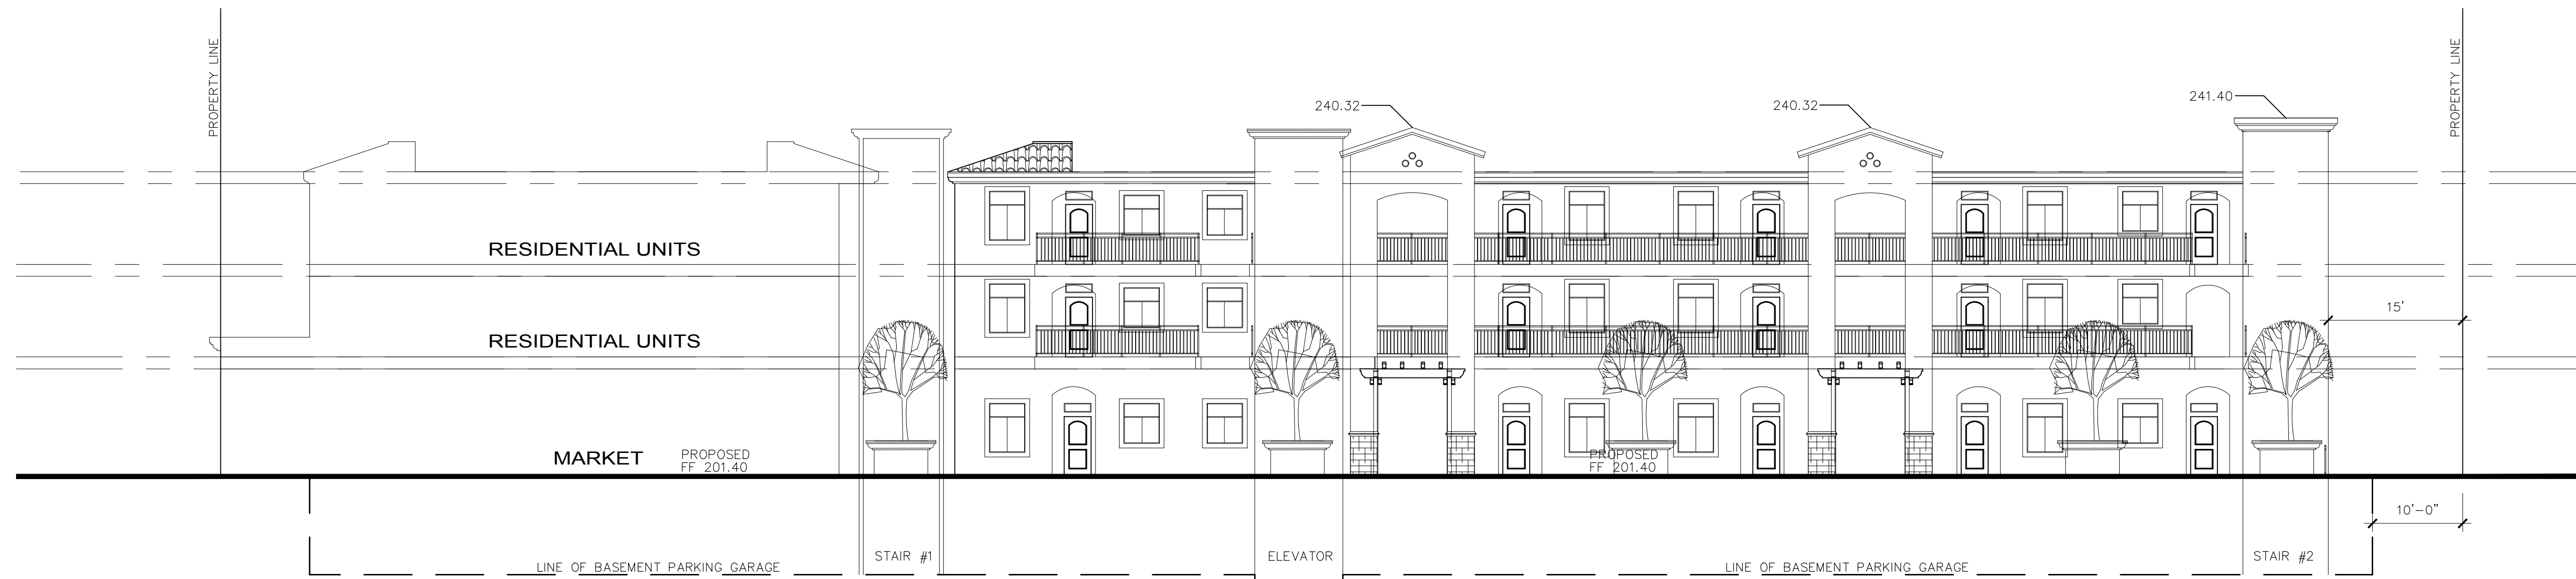 PROPERTY LINE
PROPERTY LINE
240.32
240.32
241.40
RESIDENTIAL UNITS
15'
RESIDENTIAL UNITS
MARKET
PROPOSED
FF 201.40
PROPOSED
FF 201.40
10'-0"
STAIR #1
ELEVATOR
STAIR #2
LINE OF BASEMENT PARKING GARAGE
LINE OF BASEMENT PARKING GARAGE